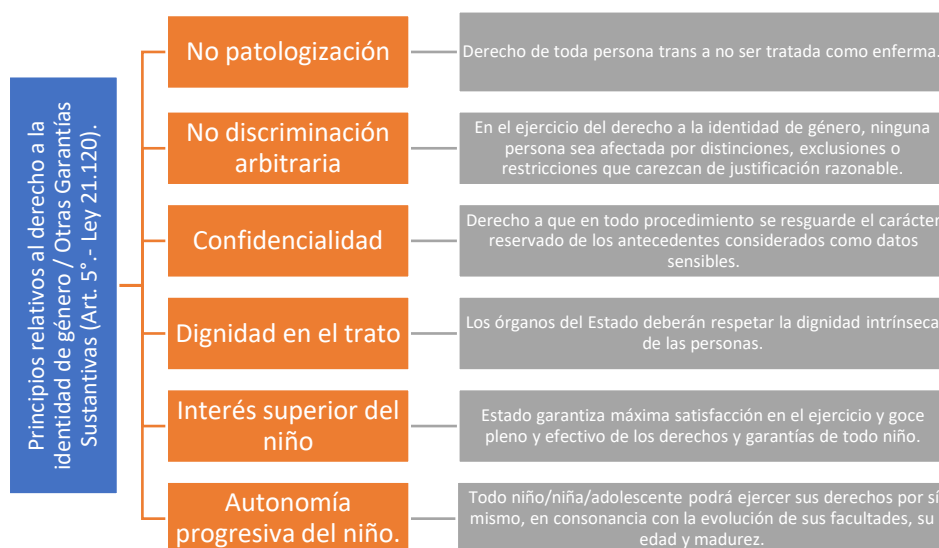 Principios relativos al derecho a la
identidad de género / Otras Garantías
Sustantivas (Art. 5°.- Ley 21.120).
No patologización
Derecho de toda persona trans a no ser tratada como enferma.
No discriminación
arbitraria
En el ejercicio del derecho a la identidad de género, ninguna
persona sea afectada por distinciones, exclusiones o
restricciones que carezcan de justificación razonable.
Confidencialidad
Derecho a que en todo procedimiento se resguarde el carácter
reservado de los antecedentes considerados como datos
sensibles.
Dignidad en el trato
Los órganos del Estado deberán respetar la dignidad intrínseca
de las personas.
Interés superior del
niño
Estado garantiza máxima satisfacción en el ejercicio y goce
pleno y efectivo de los derechos y garantías de todo niño.
Autonomía
progresiva del niño.
Todo niño/niña/adolescente podrá ejercer sus derechos por sí
mismo, en consonancia con la evolución de sus facultades, su
edad y madurez.